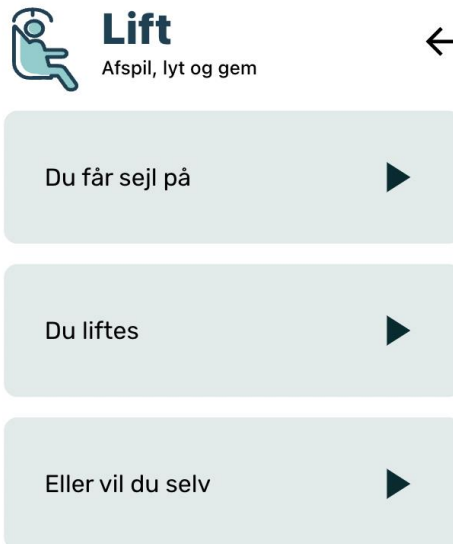 Lift
Afspil, lyt og gem
Du får sejl på
Du liftes
Eller vil du selv